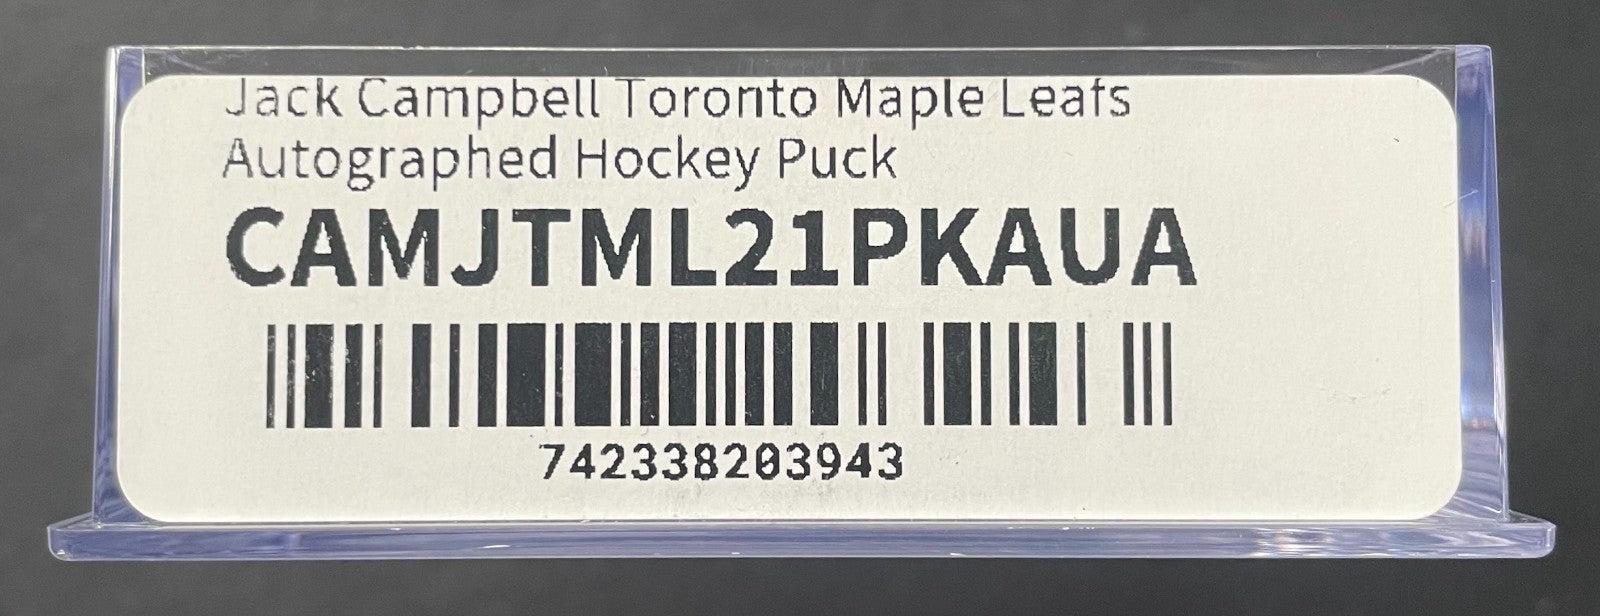 Jack Campbell Toronto Maple Leafs
Autographed Hockey Puck
CAMJTML21PKAUA
742338203943